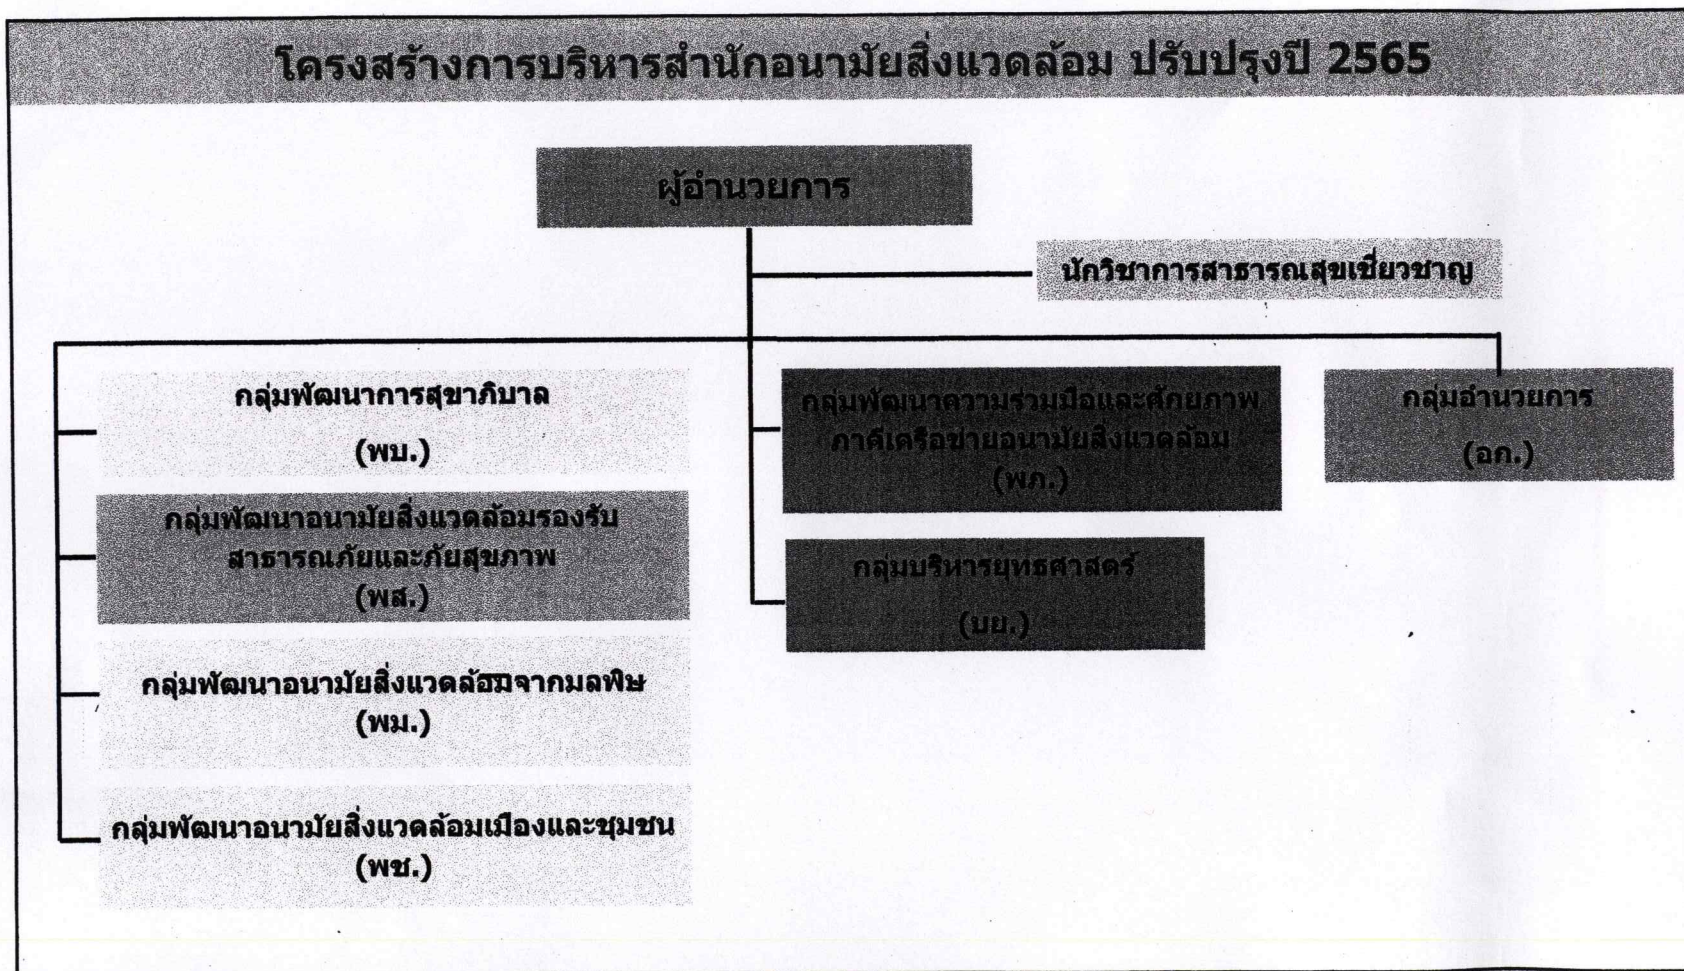 โครงสร้างการบริหารสำนักอนามัยสิ่งแวดล้อม ปรับปรุงปี 2565
ผู้อำนวยการ
นักวิชาการสาธารณสุขเชี่ยวชาญ
กลุ่มพัฒนาการสุขาภิบาล
(พบ.)
กลุ่มพัฒนาอนามัยสิ่งแวดล้อมรองรับ
สาธารณภัยและภัยสุขภาพ
(พส.)
กลุ่มพัฒนาอนามัยสิ่งแวดล้อมจากมลพิษ
(พม.)
กลุ่มพัฒนาอนามัยสิ่งแวดล้อมเมืองและชุมชน
(พช.)
กลุ่มพัฒนาความร่วมมือและศักยภาพ
ภาคีเครือข่ายอนามัยสิ่งแวดล้อม
(พภ.)
กลุ่มบริหารยุทธศาสตร์
(บย.)
กลุ่มอำนวยการ
(อก.)